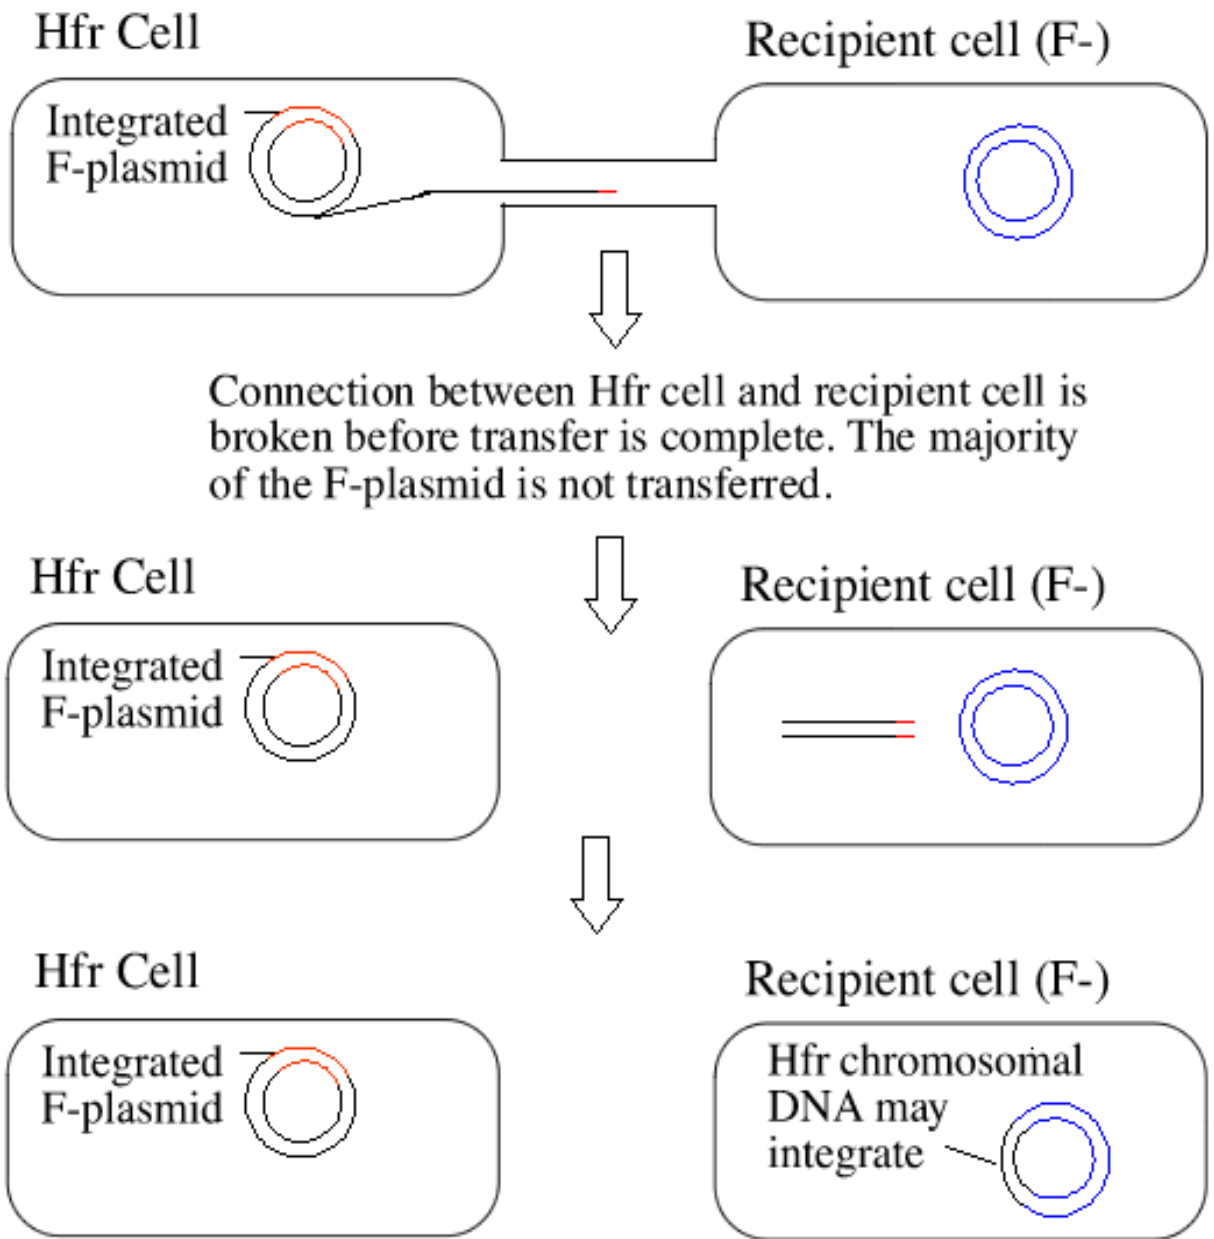 Hfr Cell
Recipient cell (F-)
Integrated
F-plasmid
Connection between Hfr cell and recipient cell is
broken before transfer is complete. The majority
of the F-plasmid is not transferred.
Hfr Cell
Recipient cell (F-)
Integrated
F-plasmid
Hfr Cell
Recipient cell (F-)
Integrated
F-plasmid
Hfr chromosomal
DNA may
integrate